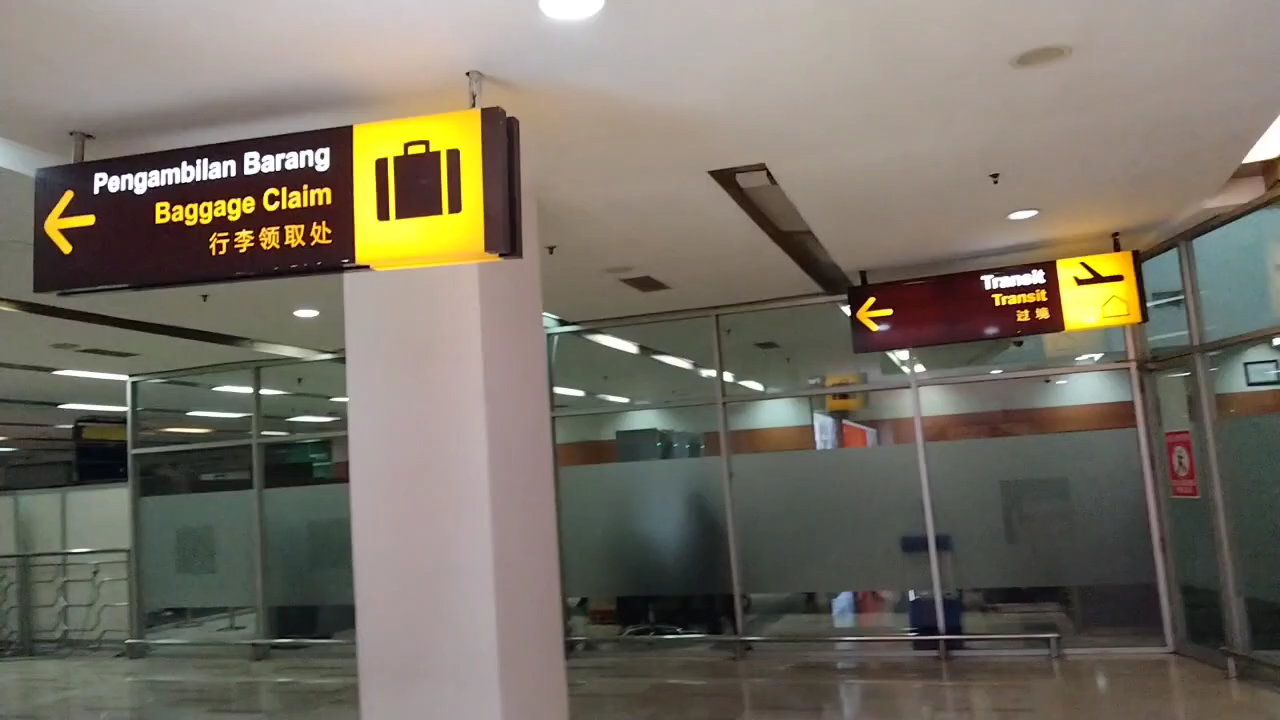 Pengambilan Barang
Baggage Claim
行李领取处
Transit
Transit
过境